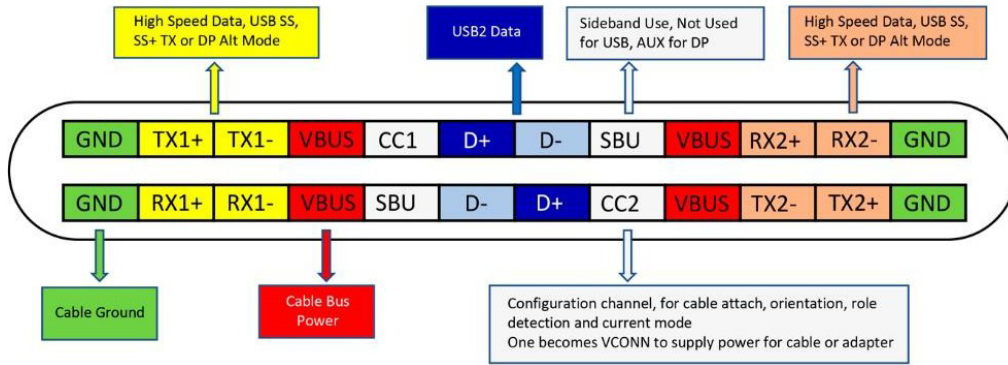 High Speed Data, USB SS,
SS+ TX or DP Alt Mode
USB2 Data
Sideband Use, Not Used
for USB, AUX for DP
High Speed Data, USB SS,
SS+ TX or DP Alt Mode
GND TX1+ TX1- VBUS CC1 D+ D- SBU VBUS RX2+ RX2- GND
GND RX1+ RX1- VBUS SBU D- D+ CC2 VBUS TX2- TX2+ GND
Cable Ground
Cable Bus
Power
Configuration channel, for cable attach, orientation, role
detection and current mode
One becomes VCONN to supply power for cable or adapter